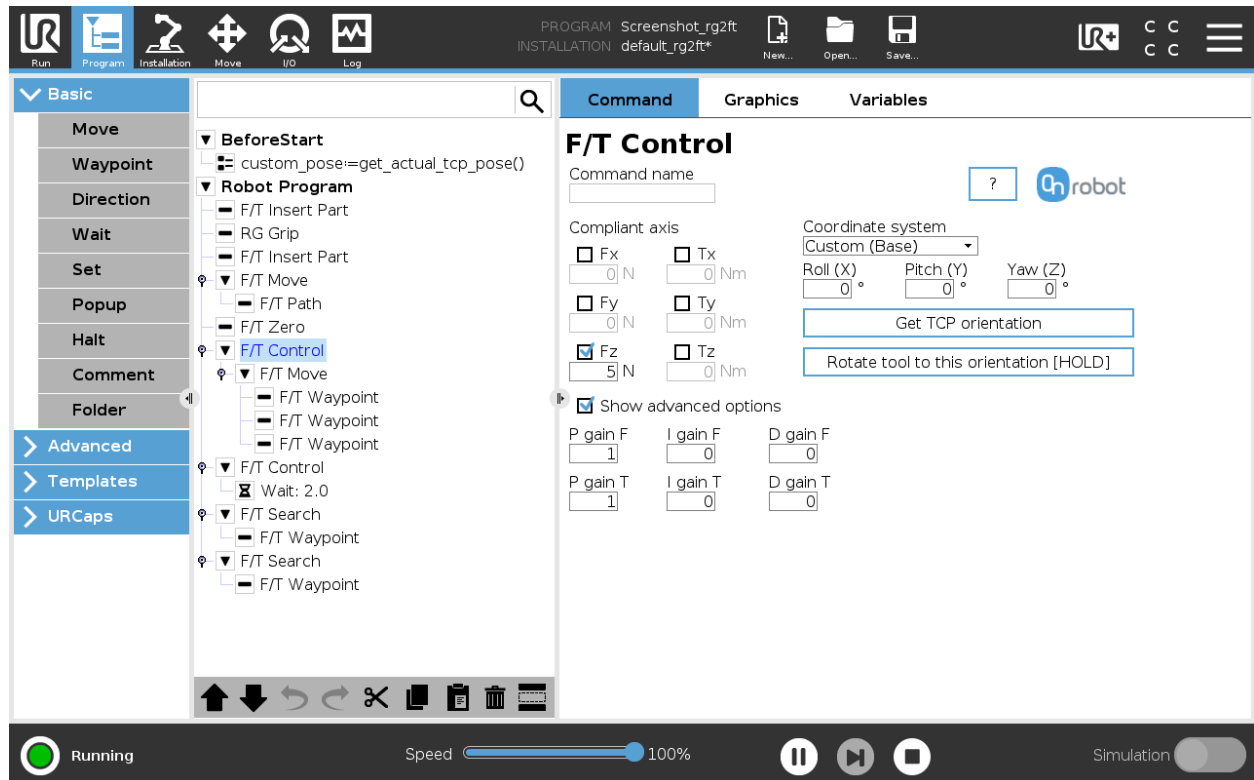 PROGRAM Screenshot_rg2ft
INSTALLATION default_rg2ft*
Run Program Installation Move I/O Log New... Open... Save...
UR+
C C
C C
Basic
Move
Waypoint
Direction
Wait
Set
Popup
Halt
Comment
Folder
Advanced
Templates
URCaps
BeforeStart
custom_pose:=get_actual_tcp_pose()
Robot Program
F/T Insert Part
RG Grip
F/T Insert Part
F/T Move
F/T Path
F/T Zero
F/T Control
F/T Move
F/T Waypoint
F/T Waypoint
F/T Waypoint
F/T Control
Wait: 2.0
F/T Search
F/T Waypoint
F/T Search
F/T Waypoint
Command Graphics Variables
F/T Control
Command name
? OnRobot
Compliant axis
Fx Tx
0 N 0 Nm
Fy Ty
0 N 0 Nm
Fz Tz
5 N 0 Nm
Coordinate system
Custom (Base)
Roll (X) Pitch (Y) Yaw (Z)
0 ° 0 ° 0 °
Get TCP orientation
Rotate tool to this orientation [HOLD]
Show advanced options
P gain F I gain F D gain F
1 0 0
P gain T I gain T D gain T
1 0 0
Running Speed 100% Simulation